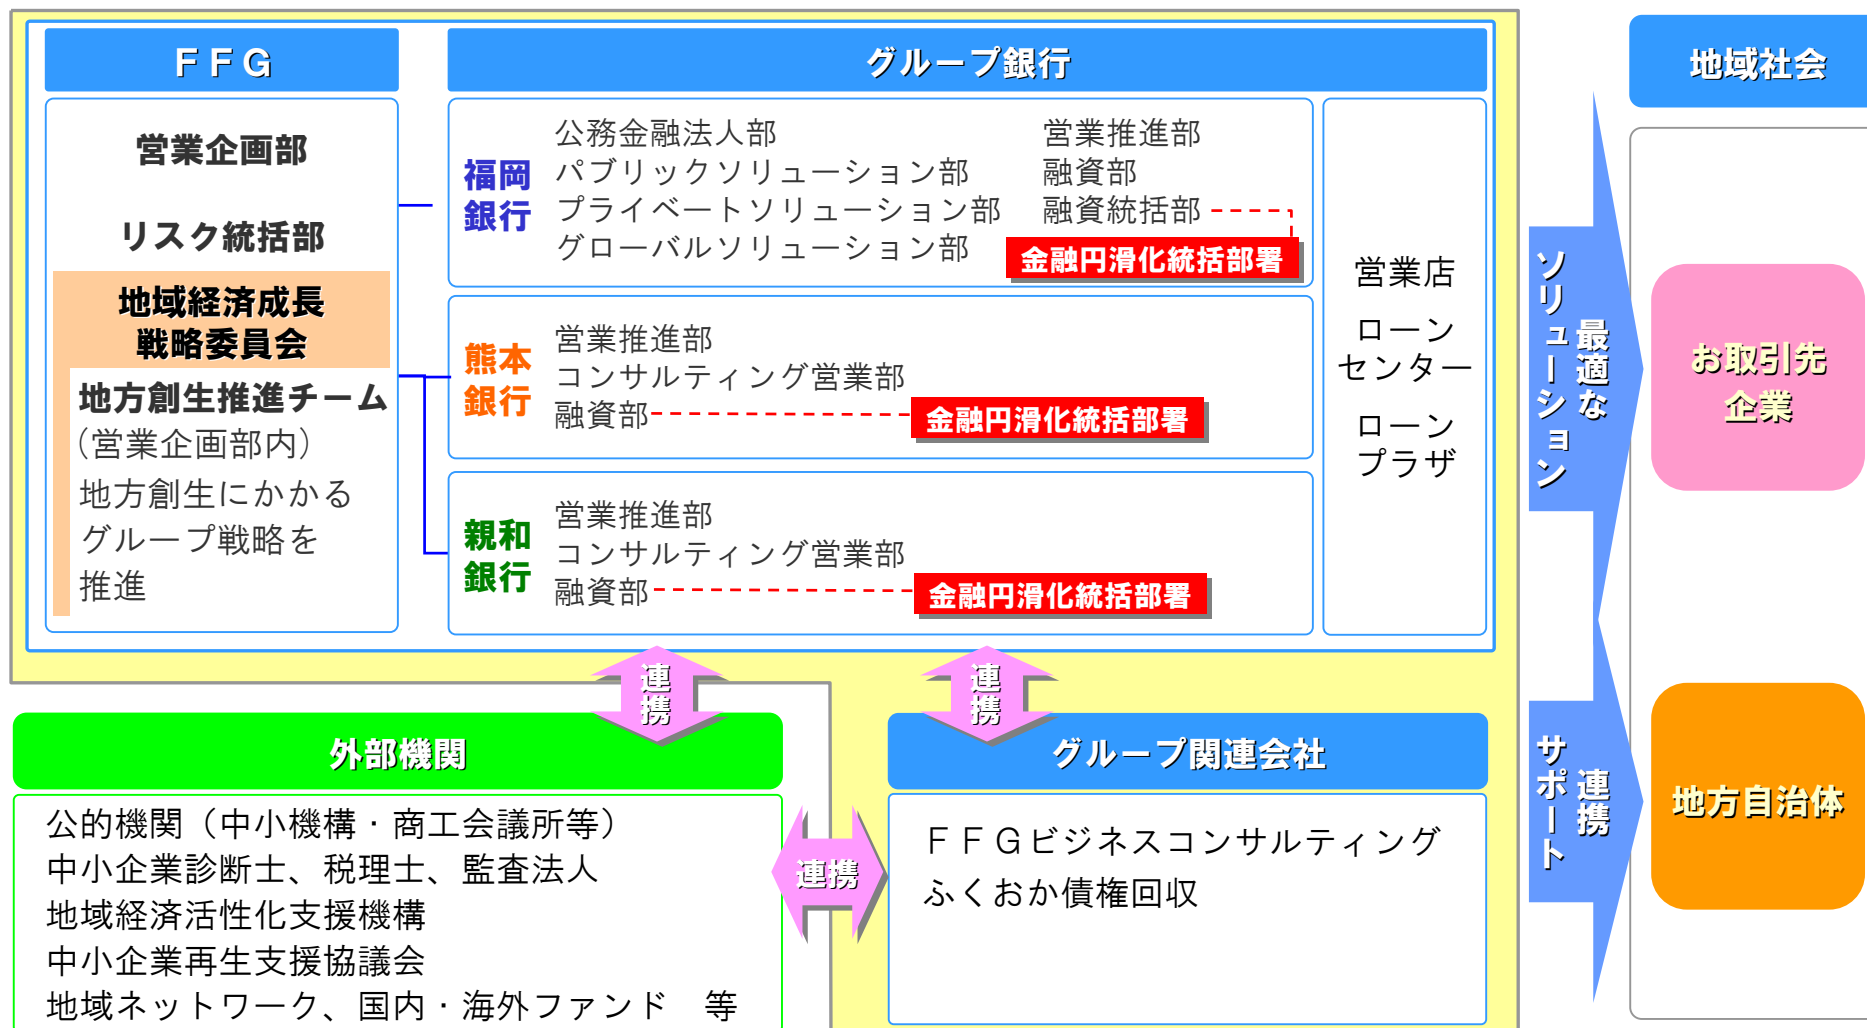 ＦＦＧ
営業企画部
リスク統括部
地域経済成長
戦略委員会
地方創生推進チーム
（営業企画部内）
地方創生にかかる
グループ戦略を
推進
グループ銀行
福岡
銀行
公務金融法人部
パブリックソリューション部
プライベートソリューション部
グローバルソリューション部
営業推進部
融資部
融資統括部
金融円滑化統括部署
熊本
銀行
営業推進部
コンサルティング営業部
融資部
金融円滑化統括部署
親和
銀行
営業推進部
コンサルティング営業部
融資部
金融円滑化統括部署
営業店
ローン
センター
ローン
プラザ
連携
連携
外部機関
公的機関（中小機構・商工会議所等）
中小企業診断士、税理士、監査法人
地域経済活性化支援機構
中小企業再生支援協議会
地域ネットワーク、国内・海外ファンド　等
連携
グループ関連会社
ＦＦＧビジネスコンサルティング
ふくおか債権回収
最適な
ソリューション
連携
サポート
地域社会
お取引先
企業
地方自治体